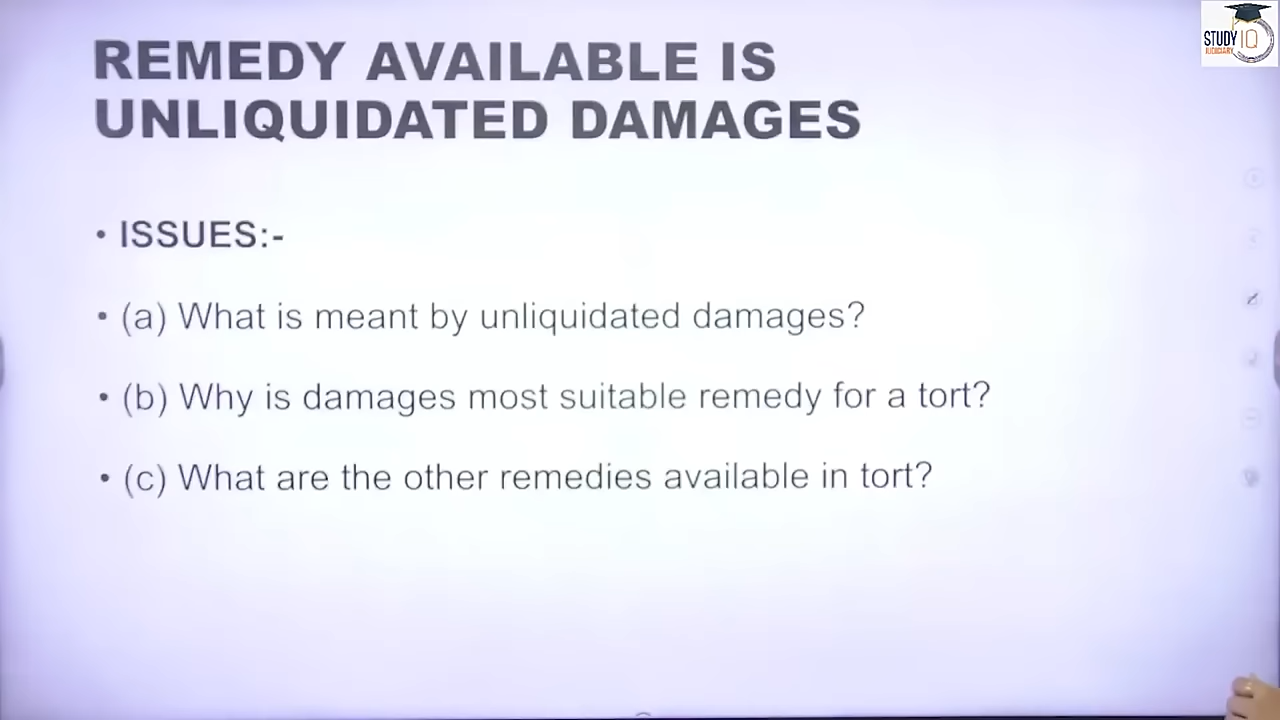 REMEDY AVAILABLE IS
UNLIQUIDATED DAMAGES
• ISSUES:-
• (a) What is meant by unliquidated damages?
• (b) Why is damages most suitable remedy for a tort?
• (c) What are the other remedies available in tort?
STUDY IQ
JUDICIARY